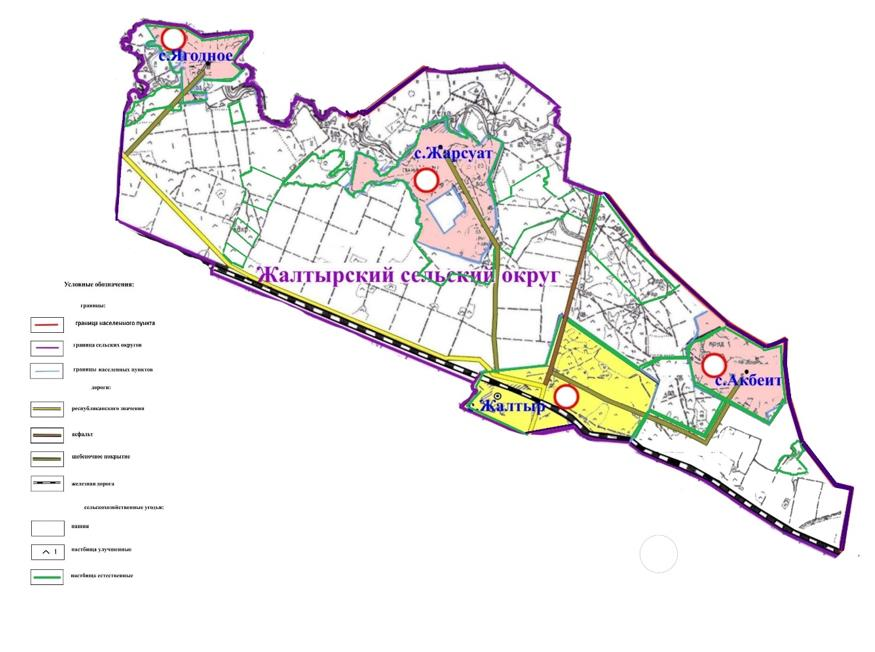 с.Ягодное
с.Жарсуат
Жалтырский сельский округ
с.Акбеит
с.Жалтыр
Условные обозначения:
границы:
граница населенного пункта
граница сельских округов
границы населенных пунктов
дороги:
республиканского значения
асфальт
щебеночное покрытие
железная дорога
сельскохозяйственные угодья:
пашня
1
пастбища улучшенные
пастбища естественные